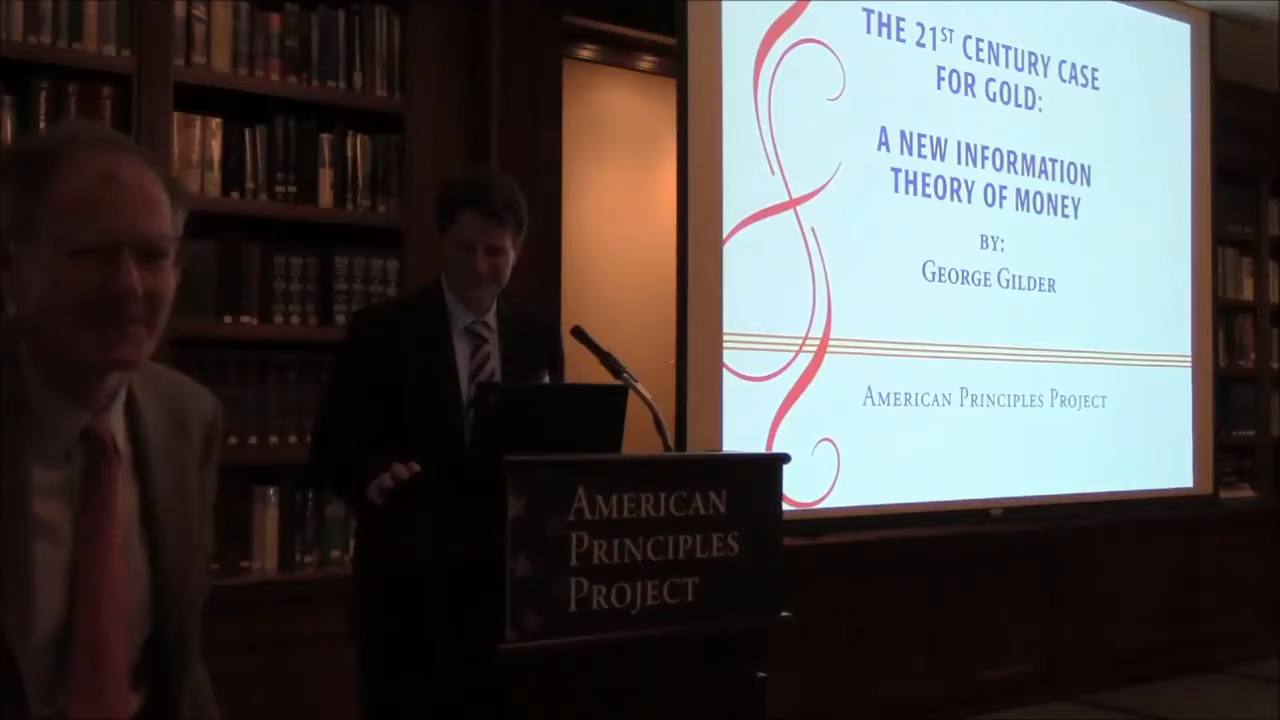 THE 21ST CENTURY CASE
FOR GOLD:
A NEW INFORMATION
THEORY OF MONEY
BY:
GEORGE GILDER
AMERICAN PRINCIPLES PROJECT
AMERICAN
PRINCIPLES
PROJECT